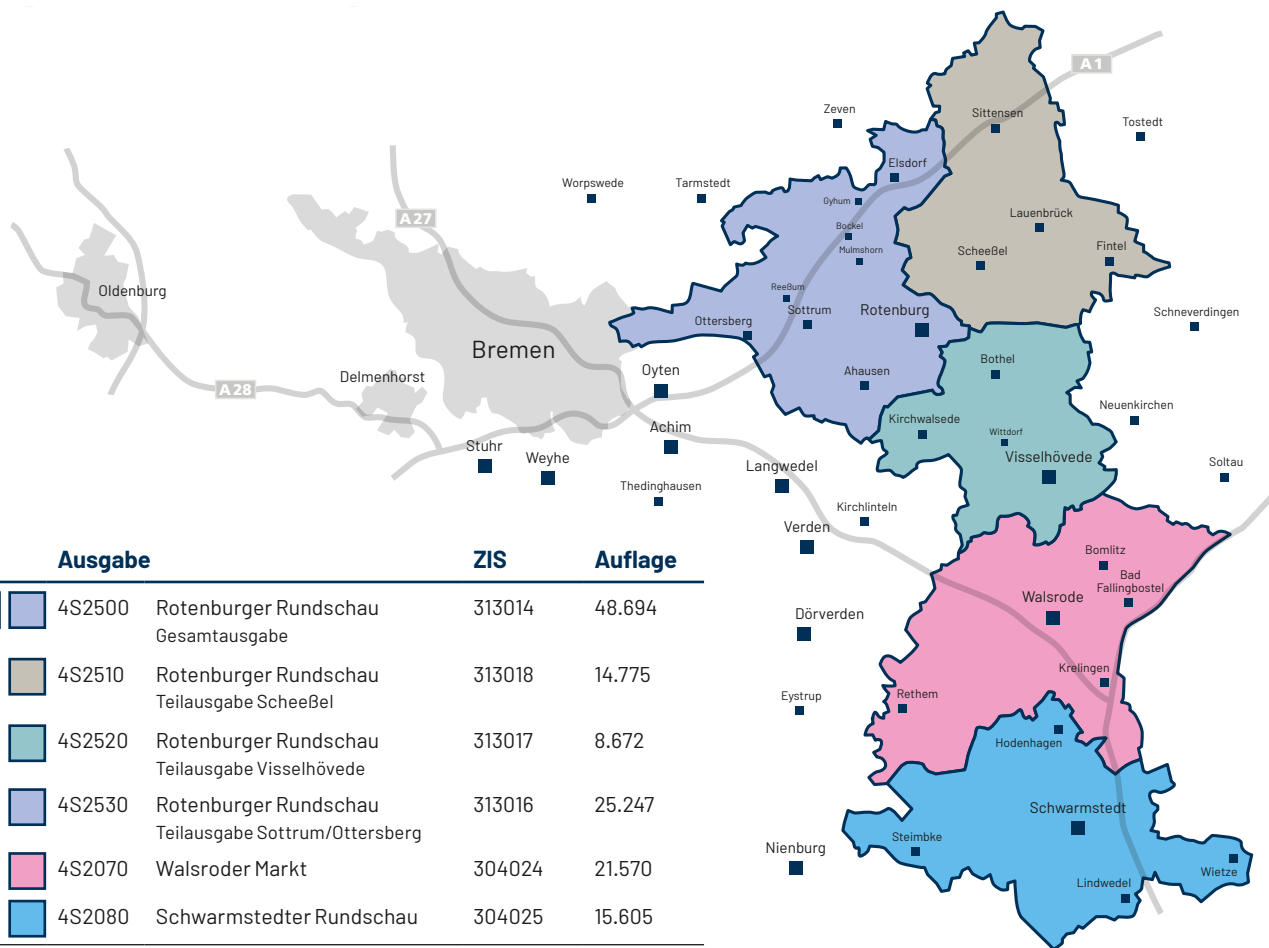 A1
Zeven
Sittensen
Tostedt
Elsdorf
Worpswede
Tarmstedt
Gyhum
A27
Bockel
Lauenbrück
Mulmshorn
Scheeßel
Fintel
Oldenburg
Reeßum
Sottrum
Rotenburg
Schneverdingen
Ottersberg
Bremen
Bothel
Oyten
Ahausen
Delmenhorst
A28
Neuenkirchen
Kirchwalsede
Achim
Wittdorf
Stuhr
Weyhe
Visselhövede
Langwedel
Soltau
Thedinghausen
Kirchlinteln
Verden
Bomlitz
Bad
Fallingbostel
Walsrode
Dörverden
Krelingen
Eystrup
Rethem
Hodenhagen
Schwarmstedt
Steimbke
Nienburg
Wietze
Lindwedel
Ausgabe ZIS Auflage
4S2500 Rotenburger Rundschau 313014 48.694
Gesamtausgabe
4S2510 Rotenburger Rundschau 313018 14.775
Teilausgabe Scheeßel
4S2520 Rotenburger Rundschau 313017 8.672
Teilausgabe Visselhövede
4S2530 Rotenburger Rundschau 313016 25.247
Teilausgabe Sottrum/Ottersberg
4S2070 Walsroder Markt 304024 21.570
4S2080 Schwarmstedter Rundschau 304025 15.605